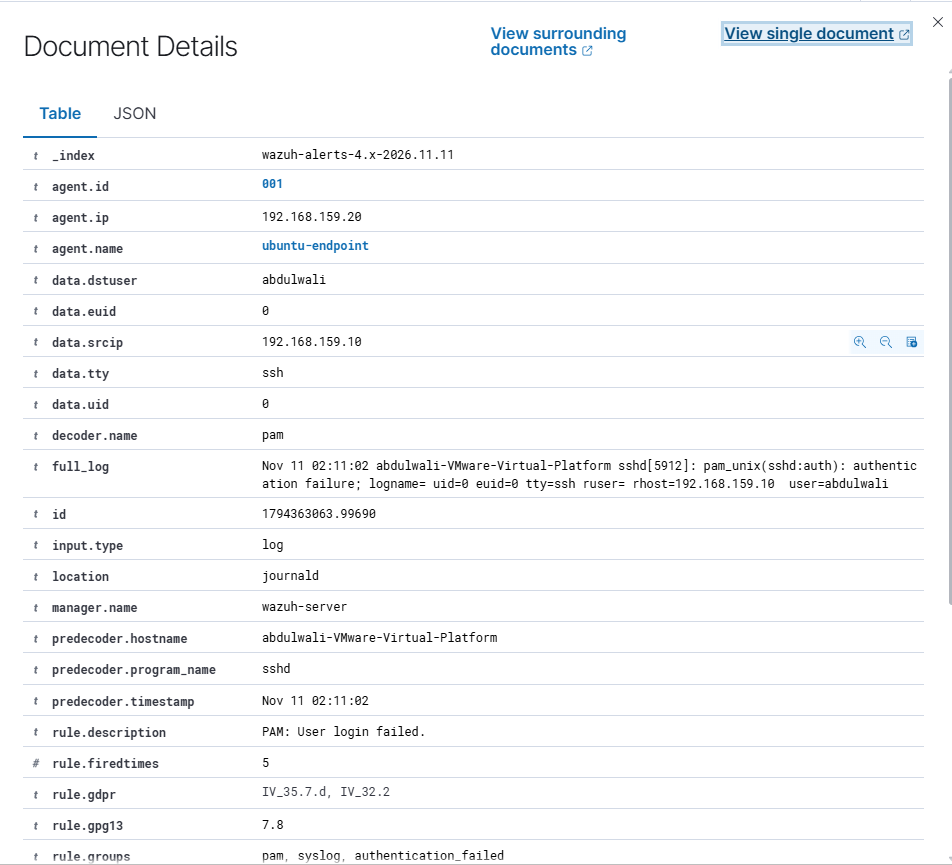 Document Details
View surrounding
documents
View single document
Table JSON
t _index wazuh-alerts-4.x-2026.11.11
t agent.id 001
t agent.ip 192.168.159.20
t agent.name ubuntu-endpoint
t data.dstuser abdulwali
t data.euid 0
t data.srcip 192.168.159.10
t data.tty ssh
t data.uid 0
t decoder.name pam
t full_log Nov 11 02:11:02 abdulwali-VMware-Virtual-Platform sshd[5912]: pam_unix(sshd:auth): authentic
ation failure; logname= uid=0 euid=0 tty=ssh ruser= rhost=192.168.159.10  user=abdulwali
t id 1794363063.99690
t input.type log
t location journald
t manager.name wazuh-server
t predecoder.hostname abdulwali-VMware-Virtual-Platform
t predecoder.program_name sshd
t predecoder.timestamp Nov 11 02:11:02
t rule.description PAM: User login failed.
# rule.firedtimes 5
t rule.gdpr IV_35.7.d, IV_32.2
t rule.gpg13 7.8
t rule.groups pam, syslog, authentication_failed